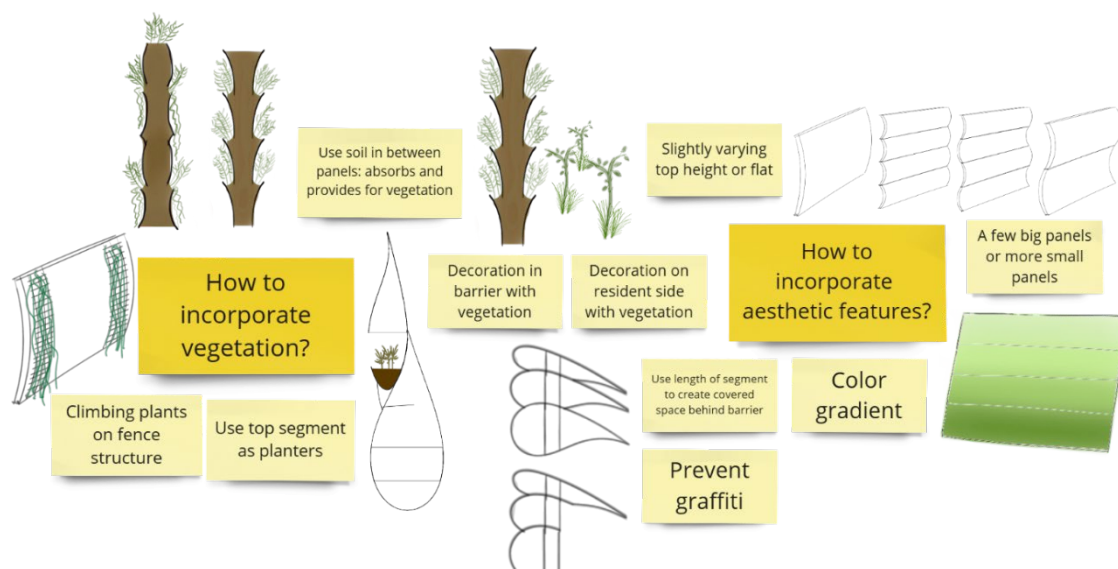 Use soil in between
panels: absorbs and
provides for vegetation
Slightly varying
top height or flat
How to
incorporate
vegetation?
Decoration in
barrier with
vegetation
Decoration on
resident side
with vegetation
How to
incorporate
aesthetic features?
A few big panels
or more small
panels
Climbing plants
on fence
structure
Use top segment
as planters
Use length of segment
to create covered
space behind barrier
Color
gradient
Prevent
graffiti